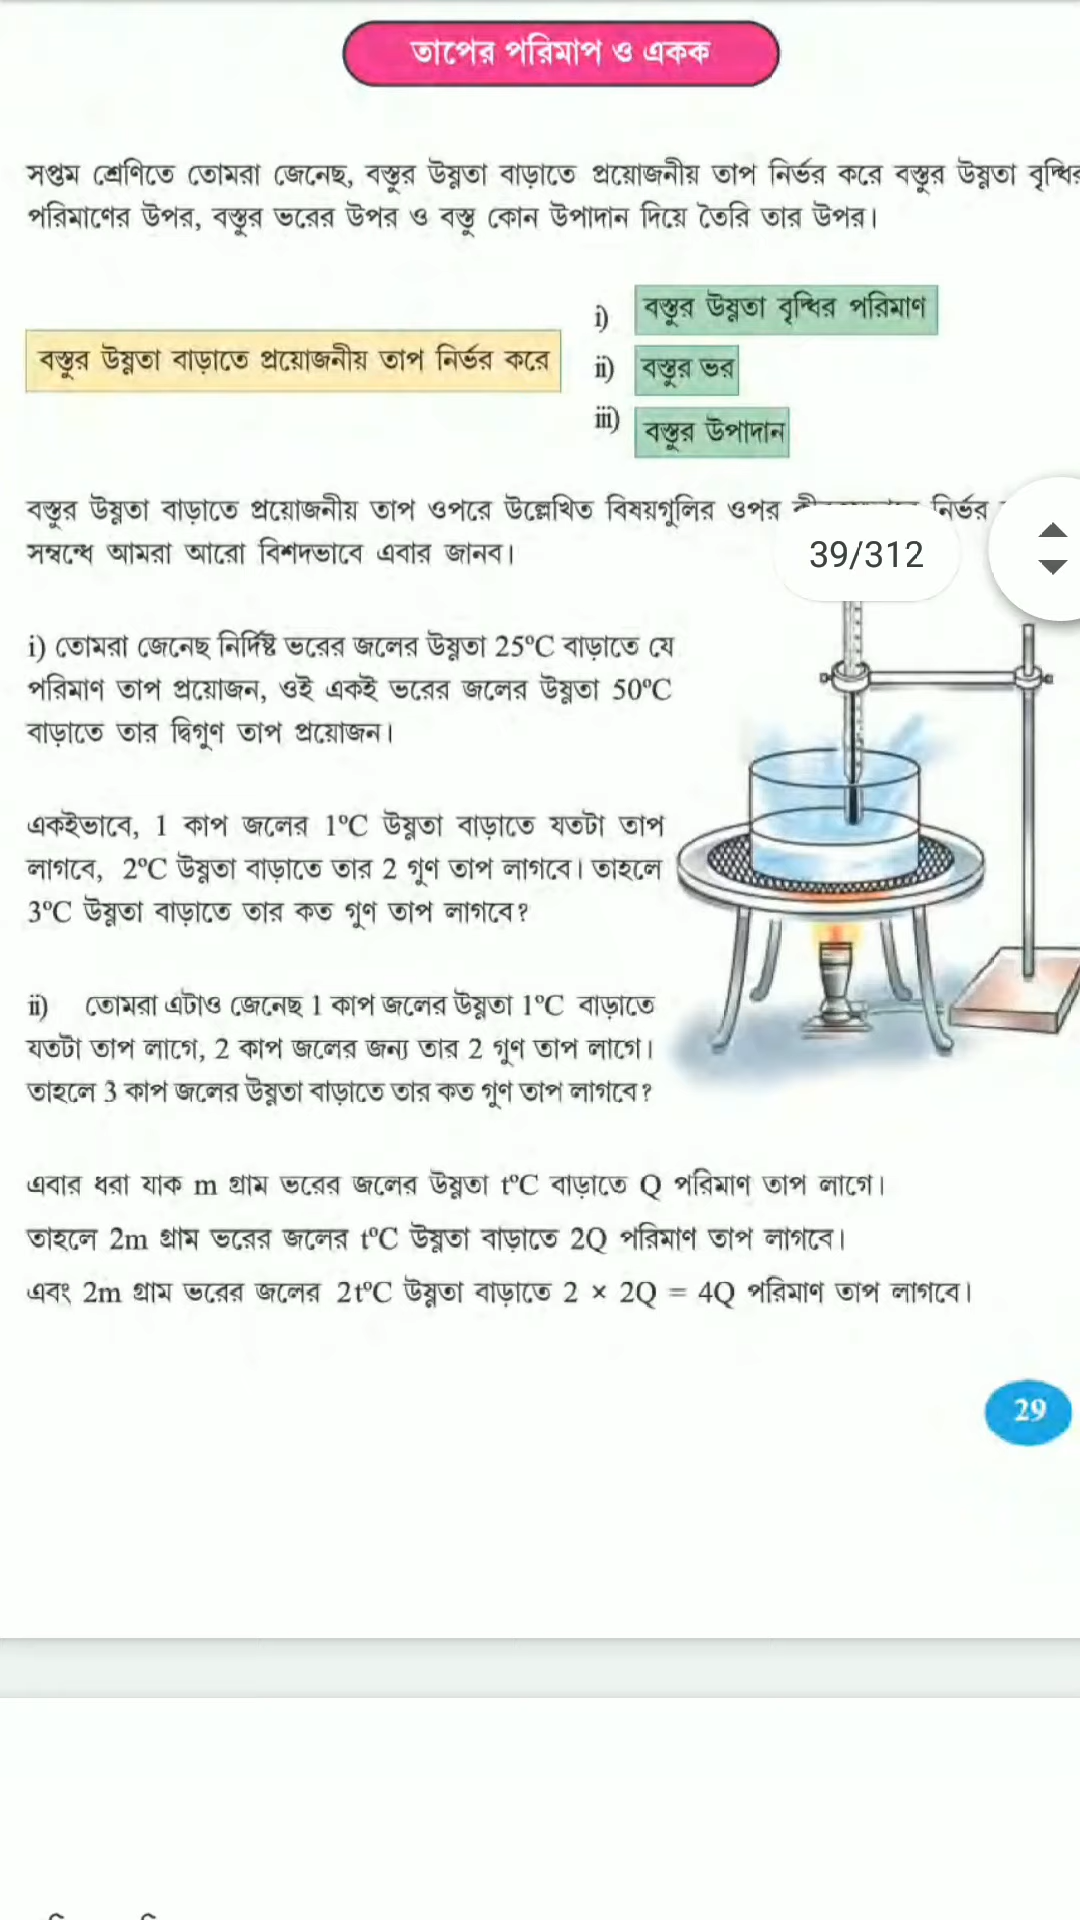 তাপের পরিমাপ ও একক
সপ্তম শ্রেণিতে তোমরা জেনেছ, বস্তুর উষ্ণতা বাড়াতে প্রয়োজনীয় তাপ নির্ভর করে বস্তুর উষ্ণতা বৃদ্ধির
পরিমাণের উপর, বস্তুর ভরের উপর ও বস্তু কোন উপাদান দিয়ে তৈরি তার উপর।
বস্তুর উষ্ণতা বাড়াতে প্রয়োজনীয় তাপ নির্ভর করে
i) বস্তুর উষ্ণতা বৃদ্ধির পরিমাণ
ii) বস্তুর ভর
iii) বস্তুর উপাদান
বস্তুর উষ্ণতা বাড়াতে প্রয়োজনীয় তাপ ওপরে উল্লেখিত বিষয়গুলির ওপর নির্ভর
সম্বন্ধে আমরা আরো বিশদভাবে এবার জানব।
39/312
i) তোমরা জেনেছ নির্দিষ্ট ভরের জলের উষ্ণতা 25°C বাড়াতে যে
পরিমাণ তাপ প্রয়োজন, ওই একই ভরের জলের উষ্ণতা 50°C
বাড়াতে তার দ্বিগুণ তাপ প্রয়োজন।
একইভাবে, 1 কাপ জলের 1°C উষ্ণতা বাড়াতে যতটা তাপ
লাগবে, 2°C উষ্ণতা বাড়াতে তার 2 গুণ তাপ লাগবে। তাহলে
3°C উষ্ণতা বাড়াতে তার কত গুণ তাপ লাগবে?
ii) তোমরা এটাও জেনেছ 1 কাপ জলের উষ্ণতা 1°C বাড়াতে
যতটা তাপ লাগে, 2 কাপ জলের জন্য তার 2 গুণ তাপ লাগে।
তাহলে 3 কাপ জলের উষ্ণতা বাড়াতে তার কত গুণ তাপ লাগবে?
এবার ধরা যাক m গ্রাম ভরের জলের উষ্ণতা t°C বাড়াতে Q পরিমাণ তাপ লাগে।
তাহলে 2m গ্রাম ভরের জলের t°C উষ্ণতা বাড়াতে 2Q পরিমাণ তাপ লাগবে।
এবং 2m গ্রাম ভরের জলের 2t°C উষ্ণতা বাড়াতে 2 × 2Q = 4Q পরিমাণ তাপ লাগবে।
29